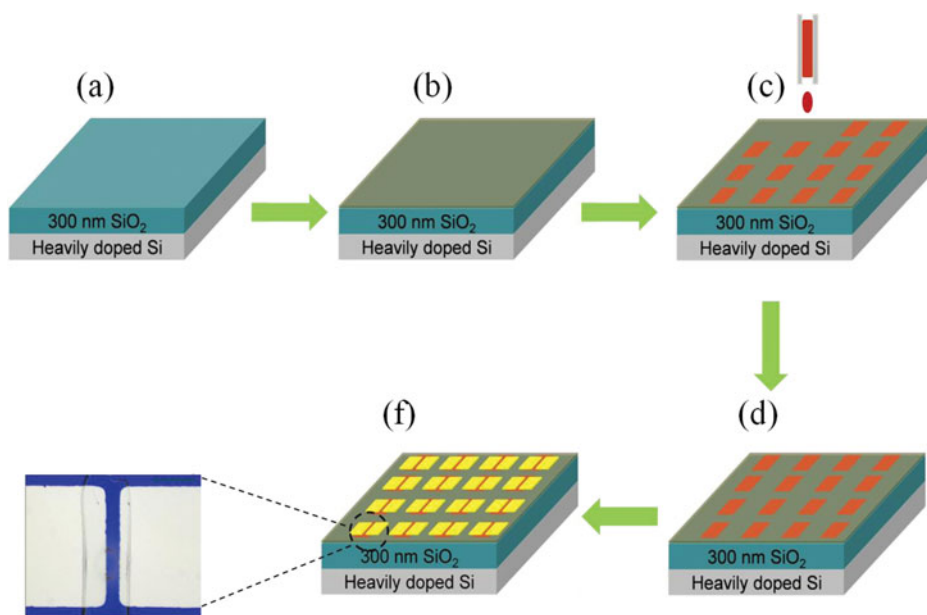 (a)
(b)
(c)
300 nm SiO₂
Heavily doped Si
300 nm SiO₂
Heavily doped Si
300 nm SiO₂
Heavily doped Si
(f)
(d)
300 nm SiO₂
Heavily doped Si
300 nm SiO₂
Heavily doped Si